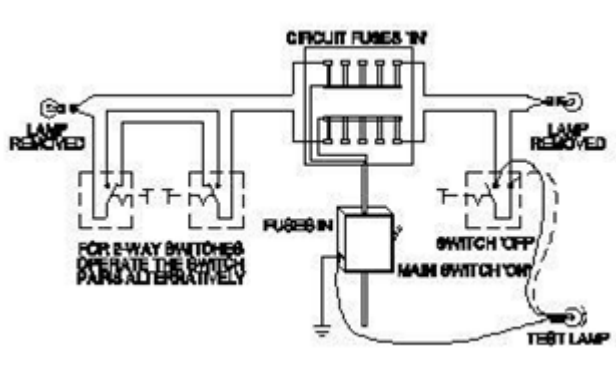 CIRCUIT FUSES 'IN'
LAMP
REMOVED
LAMP
REMOVED
FUSES IN
SWITCH 'OFF'
FOR 2-WAY SWITCHES
OPERATE THE SWITCH
PAIRS ALTERNATIVELY
MAIN SWITCH 'ON'
TEST LAMP